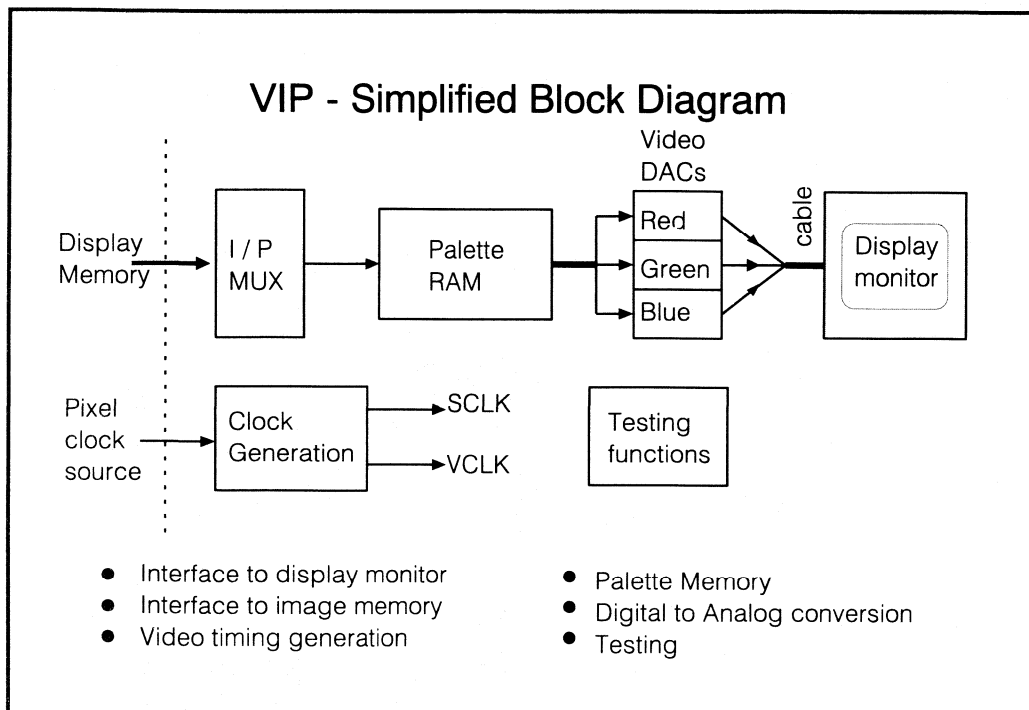 VIP - Simplified Block Diagram
Video
DACs
Display
Memory
I / P
MUX
Palette
RAM
Red
Green
Blue
cable
Display
monitor
Pixel
clock
source
Clock
Generation
SCLK
VCLK
Testing
functions
● Interface to display monitor
● Interface to image memory
● Video timing generation
● Palette Memory
● Digital to Analog conversion
● Testing